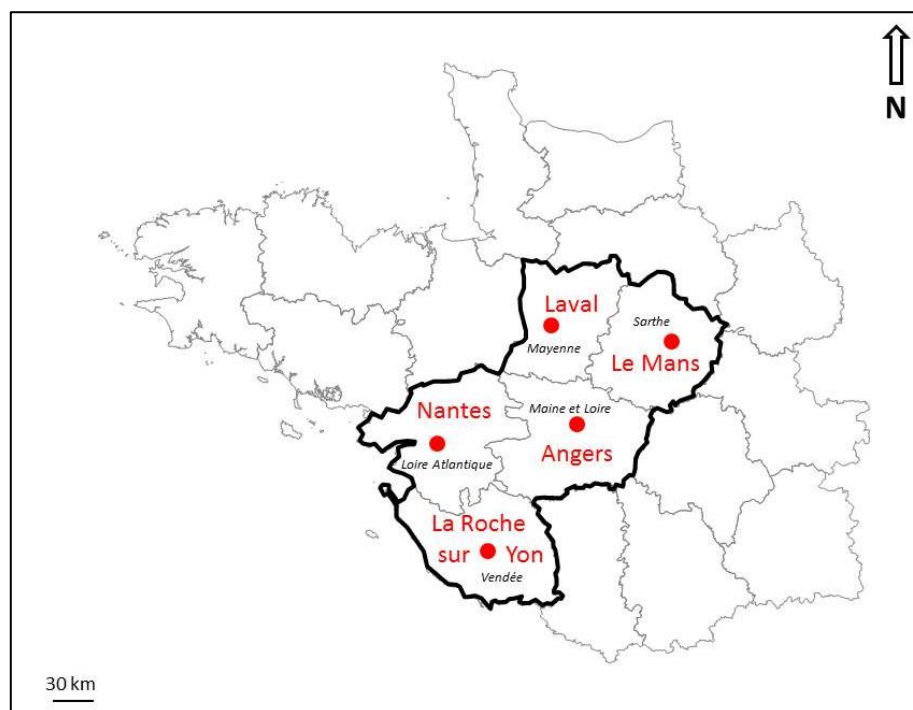 N
Laval
Mayenne
Sarthe
Le Mans
Nantes
Loire Atlantique
Maine et Loire
Angers
La Roche
sur Yon
Vendée
30 km